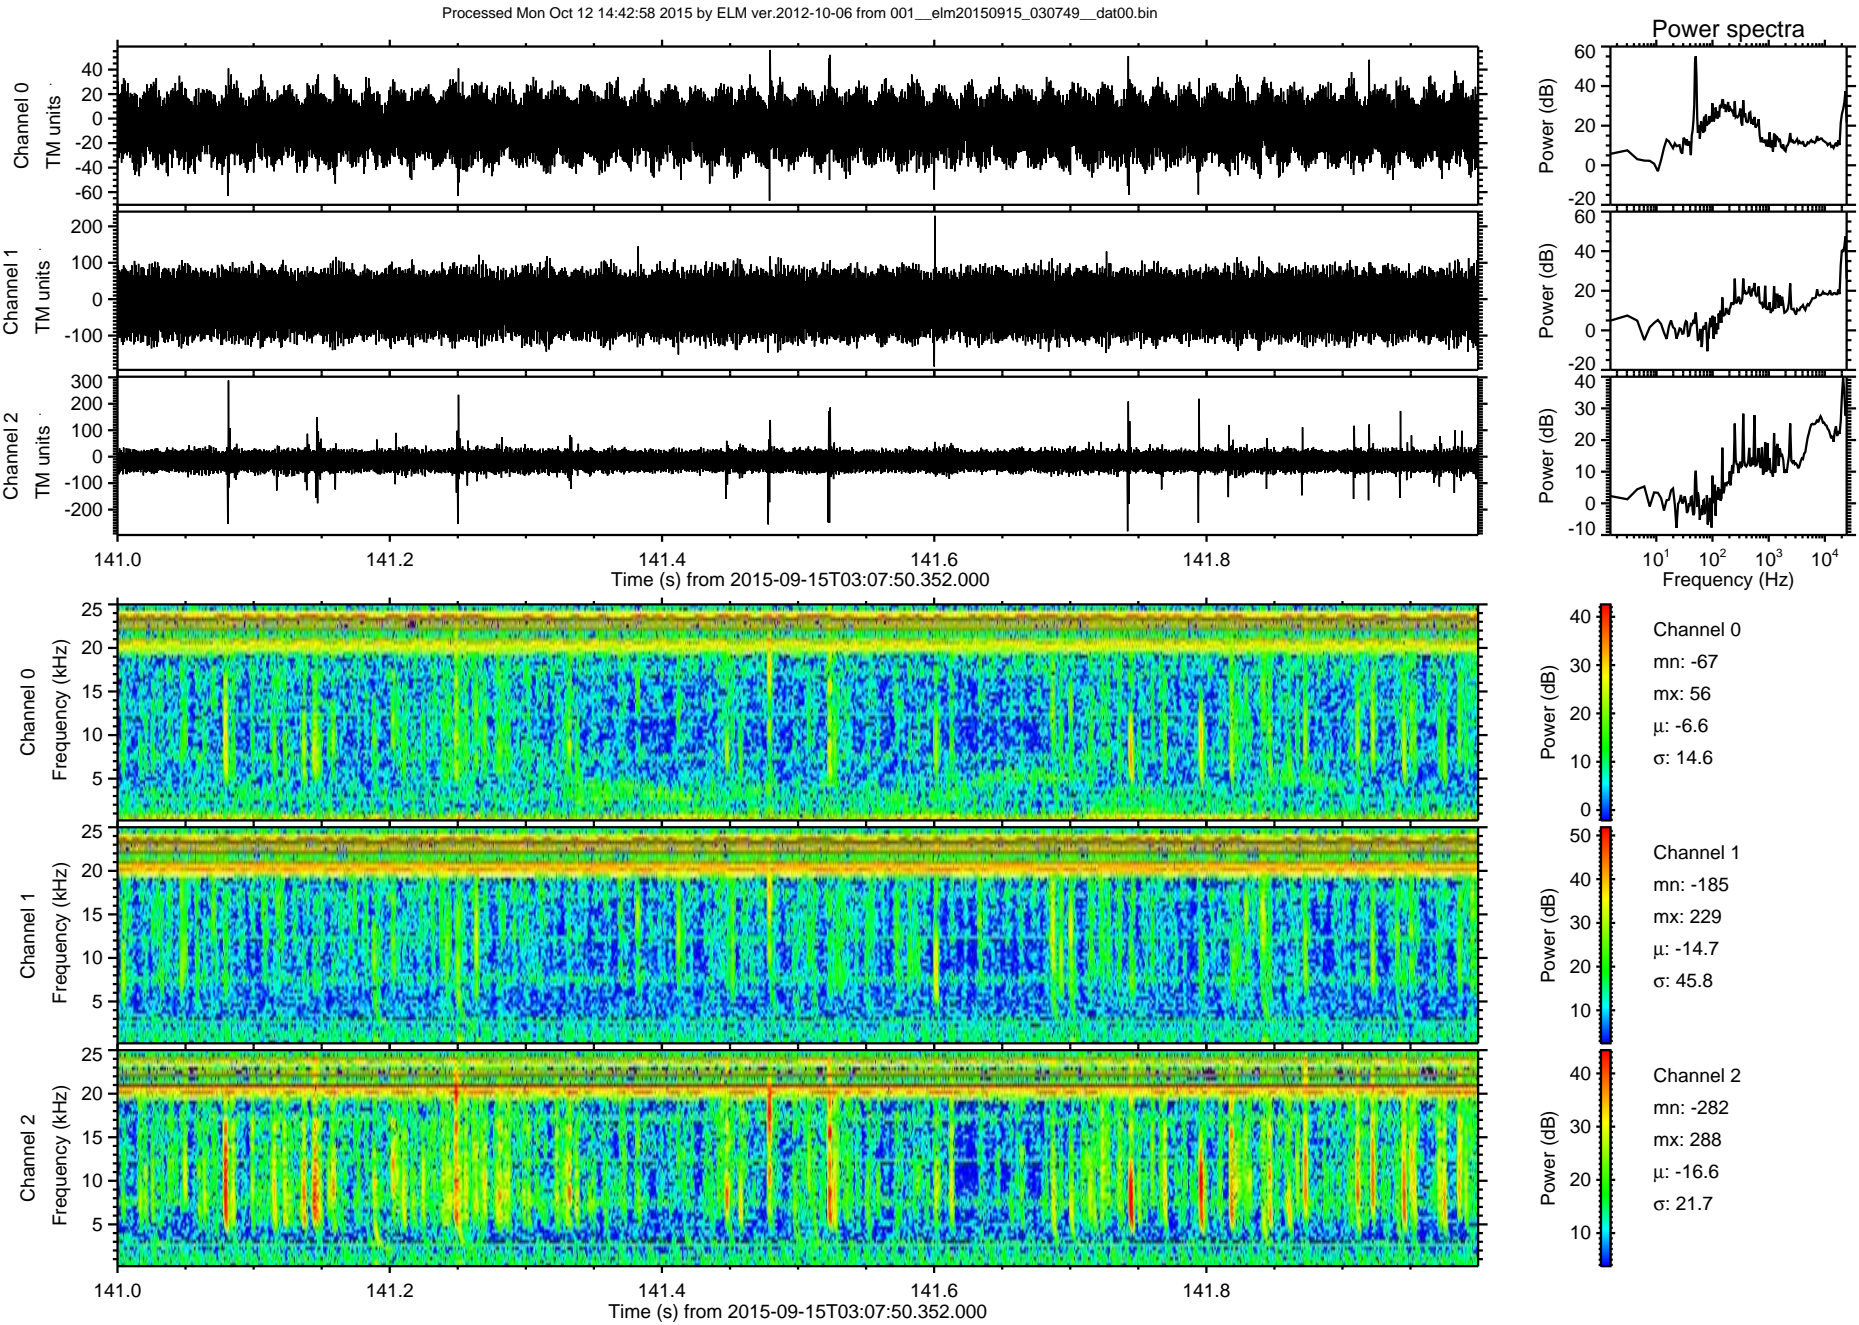 Processed Mon Oct 12 14:42:58 2015 by ELM ver.2012-10-06 from 001__elm20150915_030749__dat00.bin
Power spectra
Channel 0
TM units
40
20
0
-20
-40
-60
Power (dB)
60
40
20
0
-20
Channel 1
TM units
200
100
0
-100
Power (dB)
60
40
20
0
-20
Channel 2
TM units
300
200
100
0
-100
-200
Power (dB)
40
30
20
10
0
-10
141.0 141.2 141.4 141.6 141.8
Time (s) from 2015-09-15T03:07:50.352.000
10^1 10^2 10^3 10^4
Frequency (Hz)
Channel 0
Frequency (kHz)
25
20
15
10
5
Power (dB)
40
30
20
10
0
Channel 0
mn: -67
mx: 56
μ: -6.6
σ: 14.6
Channel 1
Frequency (kHz)
25
20
15
10
5
Power (dB)
50
40
30
20
10
Channel 1
mn: -185
mx: 229
μ: -14.7
σ: 45.8
Channel 2
Frequency (kHz)
25
20
15
10
5
Power (dB)
40
30
20
10
Channel 2
mn: -282
mx: 288
μ: -16.6
σ: 21.7
141.0 141.2 141.4 141.6 141.8
Time (s) from 2015-09-15T03:07:50.352.000